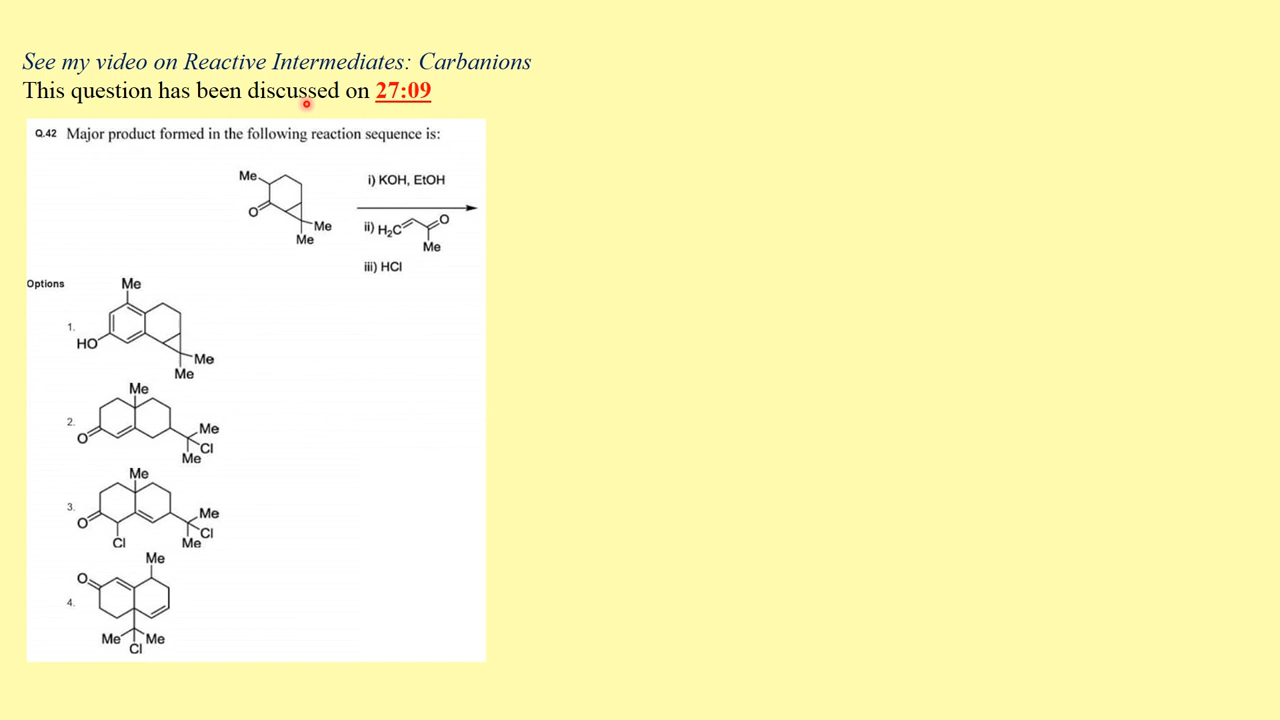 See my video on Reactive Intermediates: Carbanions
This question has been discussed on 27:09
Q.42 Major product formed in the following reaction sequence is:
Me
O
Me
Me
i) KOH, EtOH
ii) H₂C
O
Me
iii) HCl
Options
1.
Me
HO
Me
Me
2.
Me
O
Me
Cl
Me
3.
Me
O
Cl
Me
Cl
Me
4.
Me
O
Me
Me
Cl